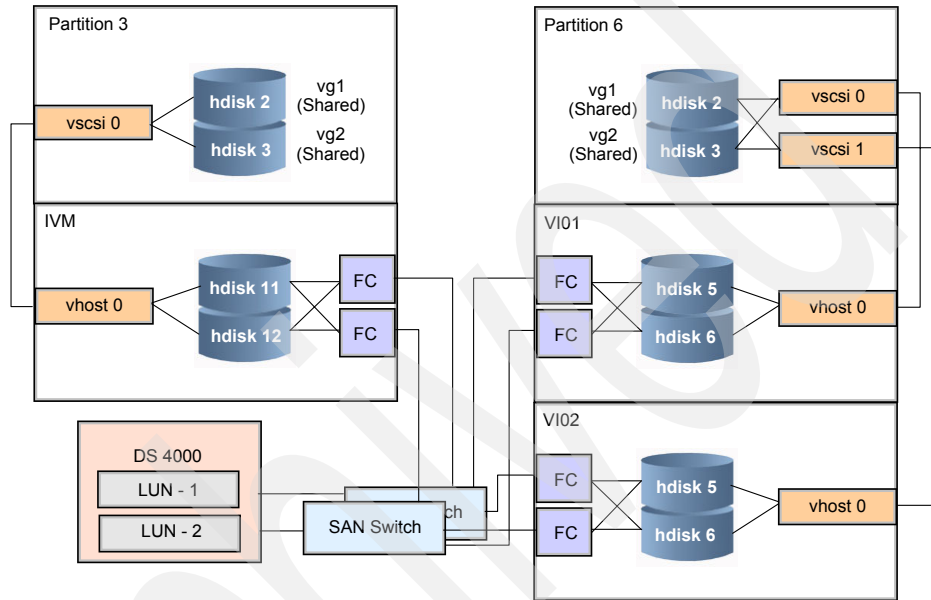 Partition 3
vscsi 0
hdisk 2
hdisk 3
vg1
(Shared)
vg2
(Shared)
IVM
vhost 0
hdisk 11
hdisk 12
FC
FC
DS 4000
LUN - 1
LUN - 2
SAN Switch
ch
Partition 6
vg1
(Shared)
vg2
(Shared)
hdisk 2
hdisk 3
vscsi 0
vscsi 1
VI01
FC
FC
hdisk 5
hdisk 6
vhost 0
VI02
FC
FC
hdisk 5
hdisk 6
vhost 0